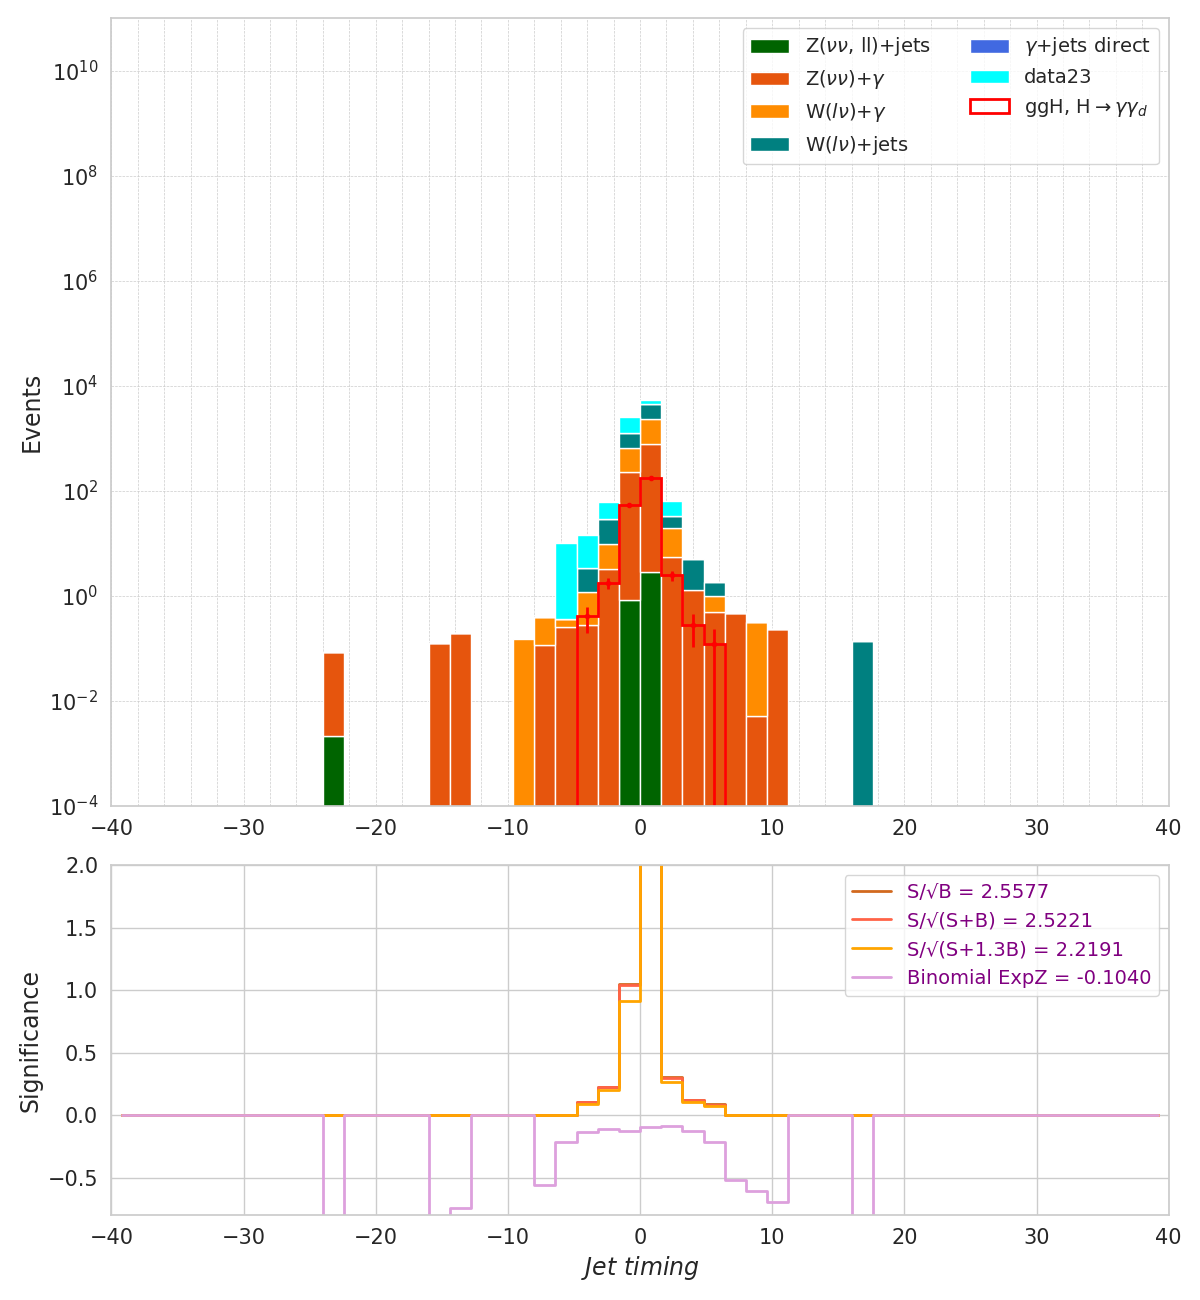 Z(νν, ll)+jets
Z(νν)+γ
W(lν)+γ
W(lν)+jets
γ+jets direct
data23
ggH, H→γγ_d
Events
10^10
10^8
10^6
10^4
10^2
10^0
10^−2
10^−4
−40 −30 −20 −10 0 10 20 30 40
S/√B = 2.5577
S/√(S+B) = 2.5221
S/√(S+1.3B) = 2.2191
Binomial ExpZ = -0.1040
Significance
2.0
1.5
1.0
0.5
0.0
−0.5
−40 −30 −20 −10 0 10 20 30 40
Jet timing